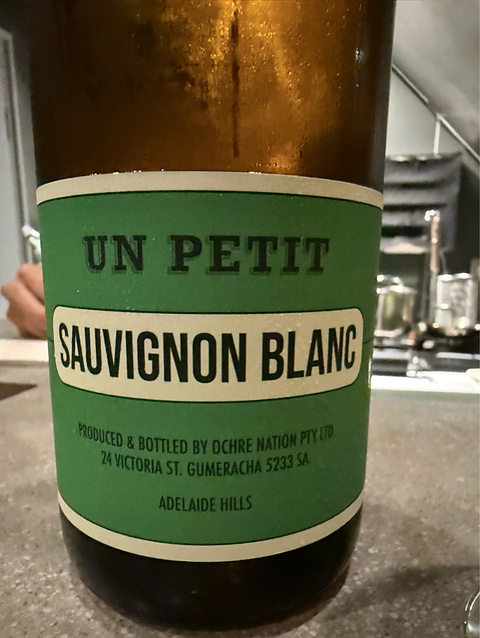 UN PETIT
SAUVIGNON BLANC
PRODUCED & BOTTLED BY OCHRE NATION PTY LTD
24 VICTORIA ST. GUMERACHA 5233 SA
ADELAIDE HILLS